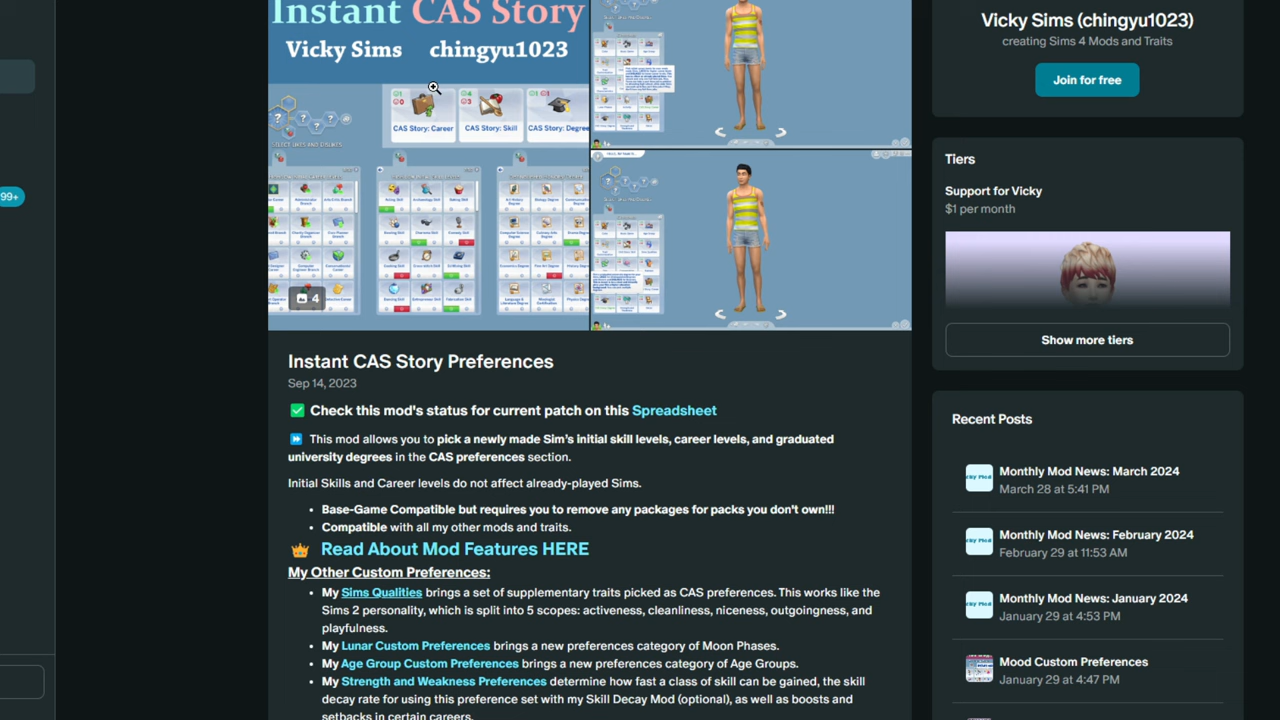 Instant CAS Story
Vicky Sims chingyu1023
CAS Story: Career
CAS Story: Skill
CAS Story: Degree
SELECT LIKES AND DISLIKES
4
99+
Instant CAS Story Preferences
Sep 14, 2023
✅ Check this mod's status for current patch on this Spreadsheet
⏩ This mod allows you to pick a newly made Sim's initial skill levels, career levels, and graduated
university degrees in the CAS preferences section.
Initial Skills and Career levels do not affect already-played Sims.
• Base-Game Compatible but requires you to remove any packages for packs you don't own!!!
• Compatible with all my other mods and traits.
👑 Read About Mod Features HERE
My Other Custom Preferences:
• My Sims Qualities brings a set of supplementary traits picked as CAS preferences. This works like the
Sims 2 personality, which is split into 5 scopes: activeness, cleanliness, niceness, outgoingness, and
playfulness.
• My Lunar Custom Preferences brings a new preferences category of Moon Phases.
• My Age Group Custom Preferences brings a new preferences category of Age Groups.
• My Strength and Weakness Preferences determine how fast a class of skill can be gained, the skill
decay rate for using this preference set with my Skill Decay Mod (optional), as well as boosts and
setbacks in certain careers.
Vicky Sims (chingyu1023)
creating Sims 4 Mods and Traits
Join for free
Tiers
Support for Vicky
$1 per month
Show more tiers
Recent Posts
Monthly Mod News: March 2024
March 28 at 5:41 PM
Monthly Mod News: February 2024
February 29 at 11:53 AM
Monthly Mod News: January 2024
January 29 at 4:53 PM
Mood Custom Preferences
January 29 at 4:47 PM